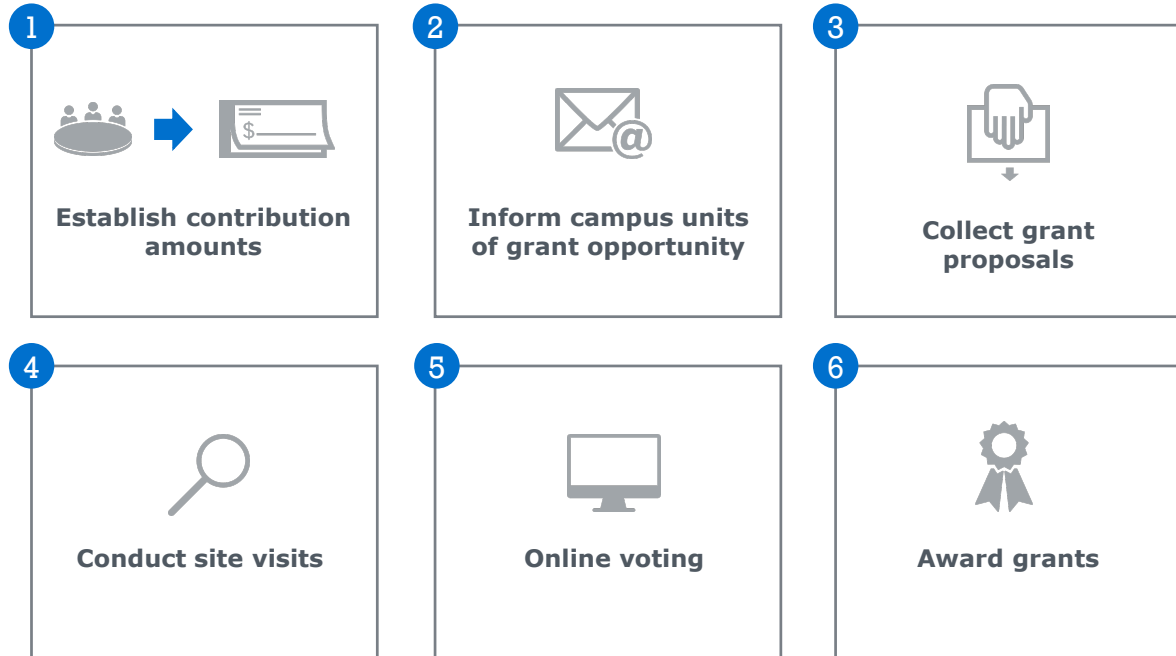 1
$
Establish contribution
amounts
2
@
Inform campus units
of grant opportunity
3
Collect grant
proposals
4
Conduct site visits
5
Online voting
6
Award grants